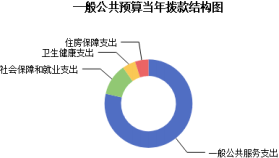 一般公共预算当年拨款结构图
住房保障支出
卫生健康支出
社会保障和就业支出
一般公共服务支出